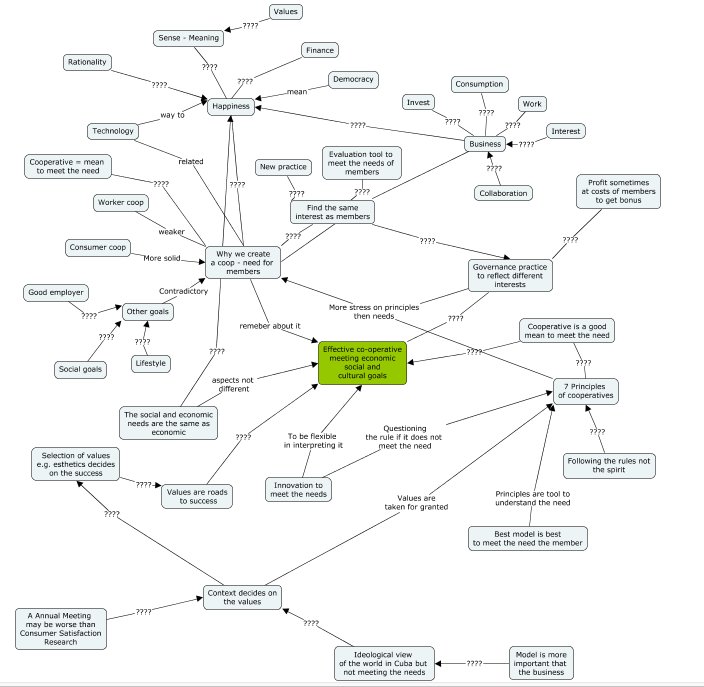 Values
????
Sense - Meaning
????
Finance
????
Rationality
????
Democracy
mean
Happiness
way to
Technology
related
Consumption
????
Invest
????
Work
????
Interest
????
Business
????
????
Collaboration
Cooperative = mean
to meet the need
????
????
New practice
????
Evaluation tool to
meet the needs of
members
????
Find the same
interest as members
????
????
Profit sometimes
at costs of members
to get bonus
????
Worker coop
weaker
Consumer coop
More solid
Why we create
a coop - need for
members
Governance practice
to reflect different
interests
Good employer
????
Other goals
Contradictory
????
Social goals
????
Lifestyle
More stress on principles
then needs
????
remeber about it
Effective co-operative
meeting economic
social and
cultural goals
????
Cooperative is a good
mean to meet the need
????
????
aspects not
different
The social and economic
needs are the same as
economic
7 Principles
of cooperatives
????
Following the rules not
the spirit
To be flexible
in interpreting it
Questioning
the rule if it does not
meet the need
????
Selection of values
e.g. esthetics decides
on the success
????
Values are roads
to success
Innovation to
meet the needs
Values are
taken for granted
Principles are tool to
understand the need
????
Best model is best
to meet the need the member
Context decides on
the values
A Annual Meeting
may be worse than
Consumer Satisfaction
Research
????
????
Ideological view
of the world in Cuba but
not meeting the needs
????
Model is more
important that
the business